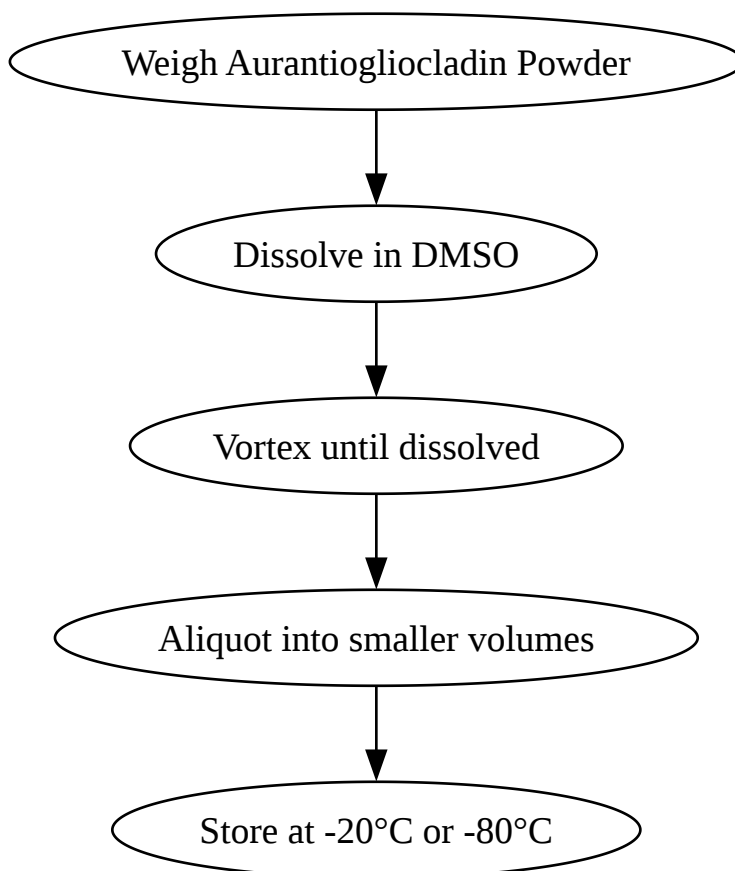 Weigh Aurantiogliocladin Powder
Dissolve in DMSO
Vortex until dissolved
Aliquot into smaller volumes
Store at -20°C or -80°C